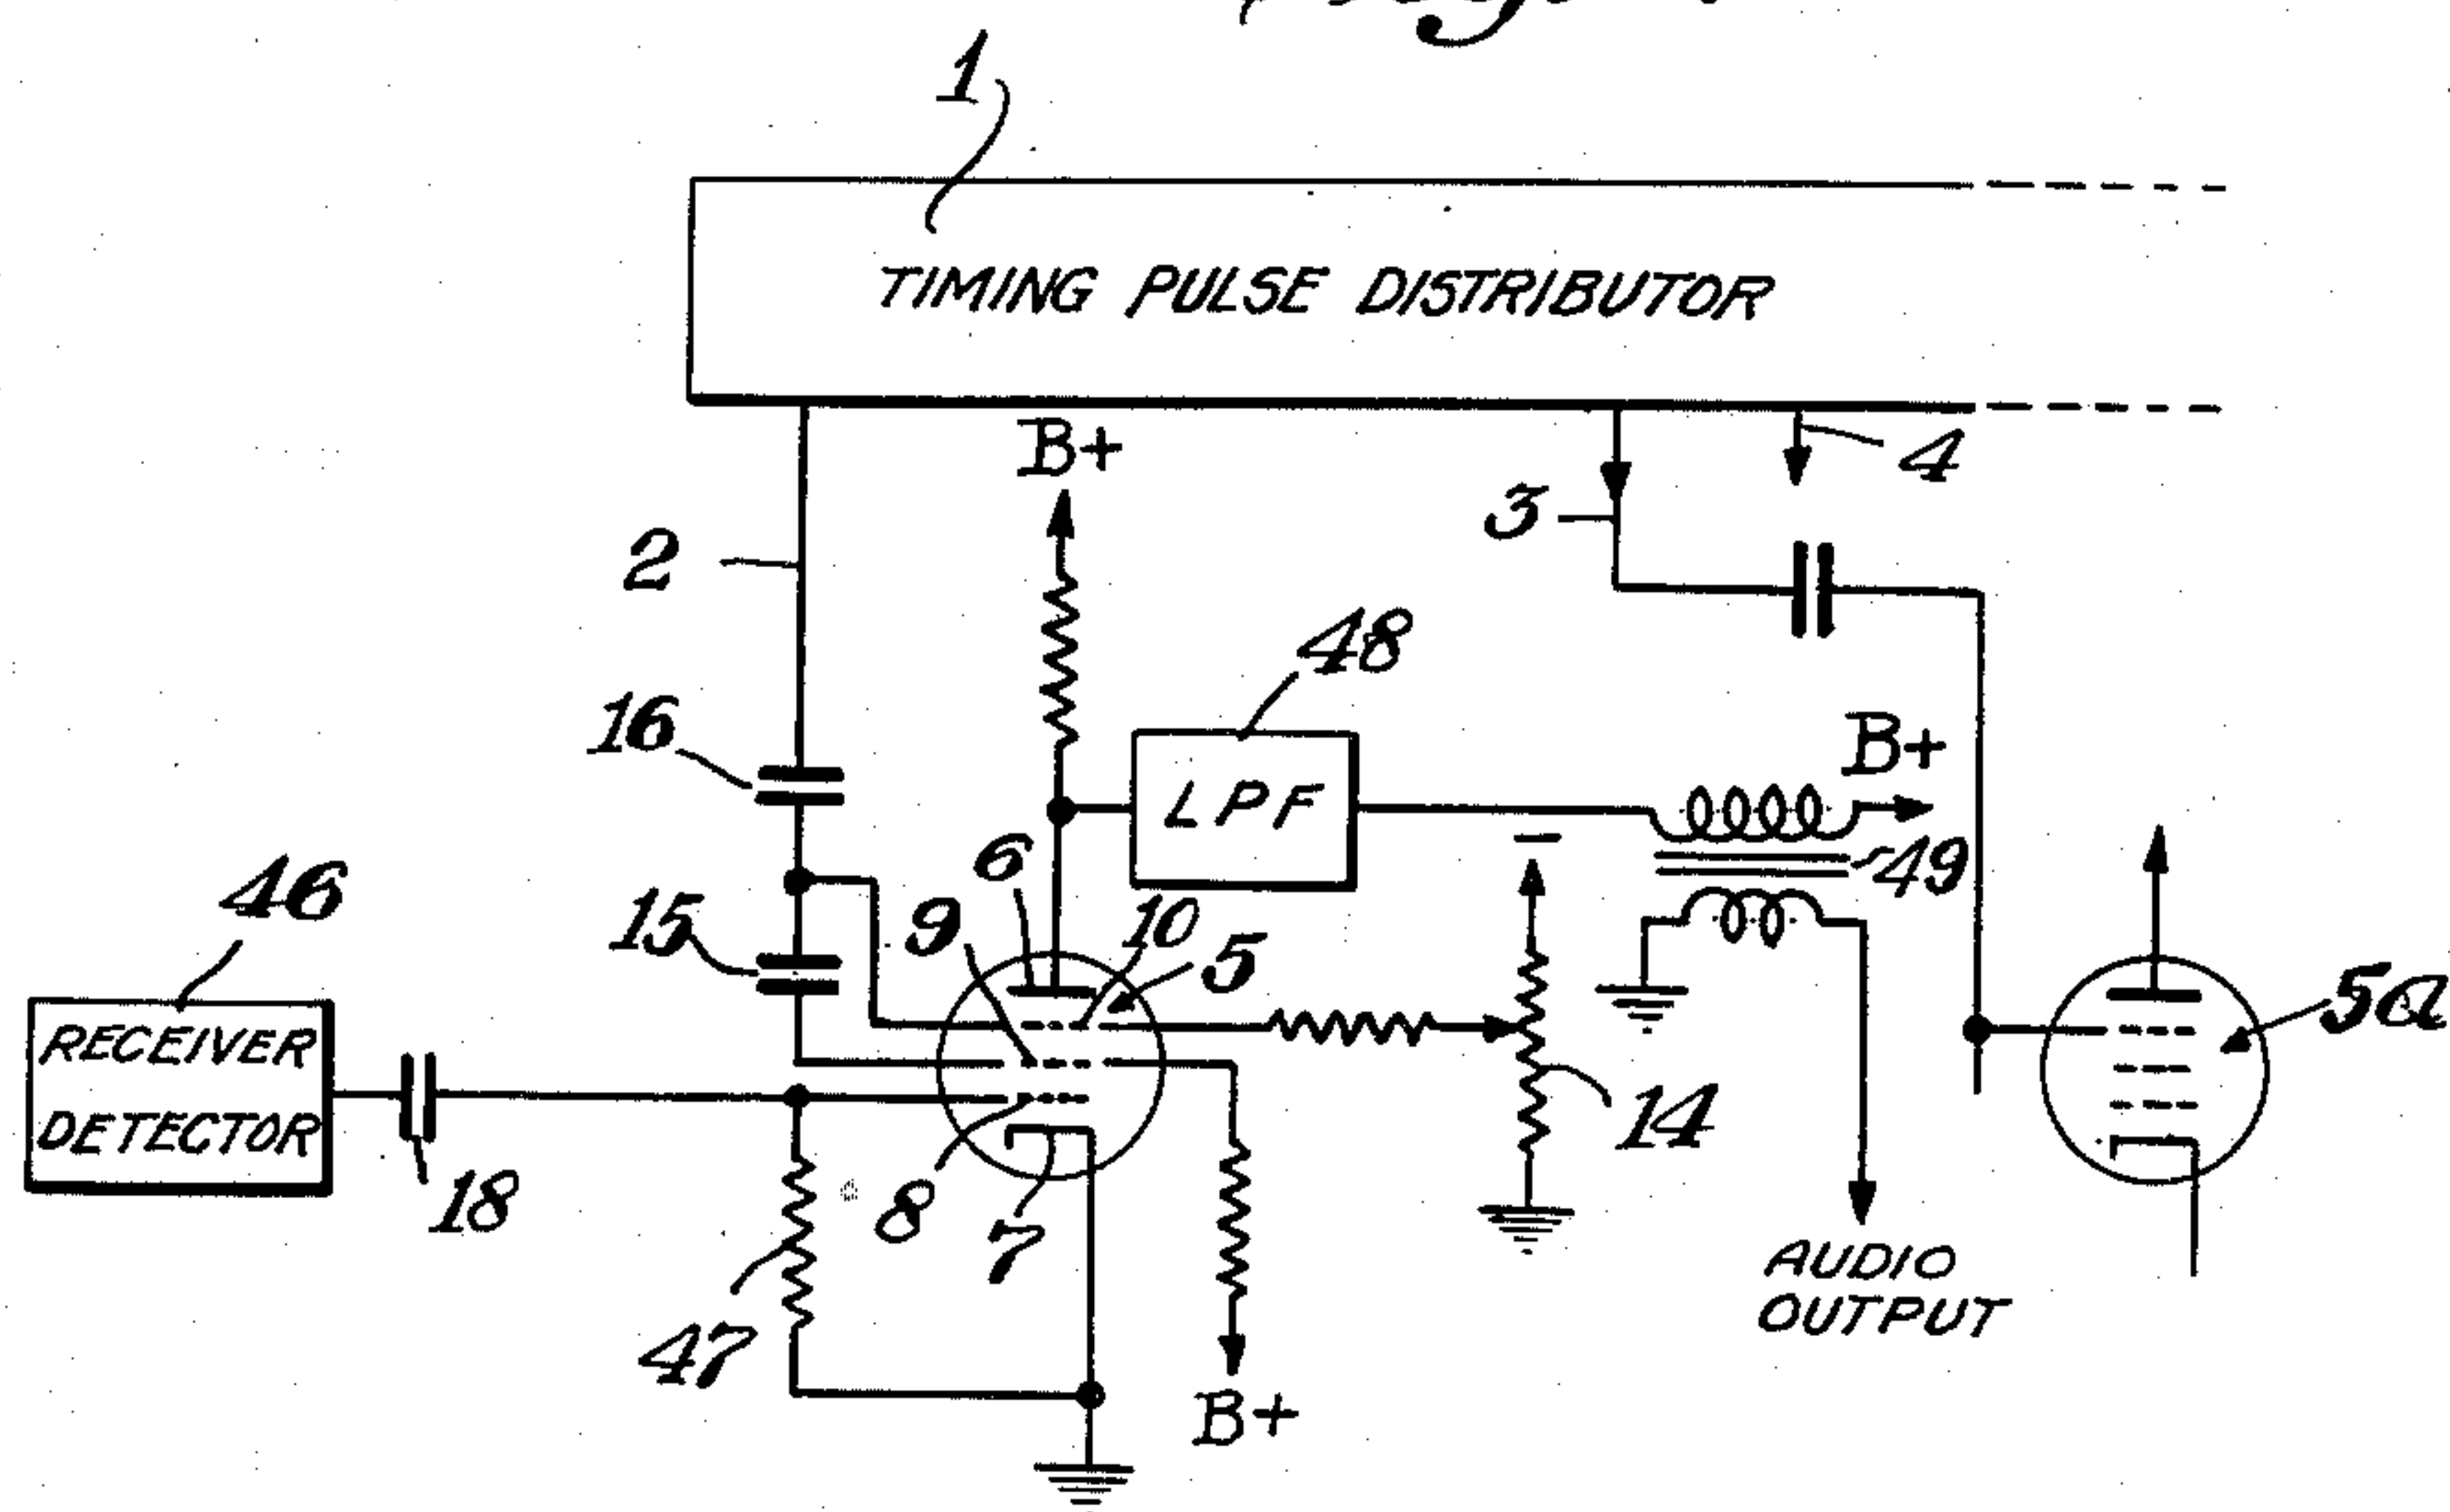 1
TIMING PULSE DISTRIBUTOR
B+
4
3
2
48
16
B+
LPF
6
49
46
15
9
10
5
5a
RECEIVER
DETECTOR
14
18
8
7
AUDIO
OUTPUT
47
B+